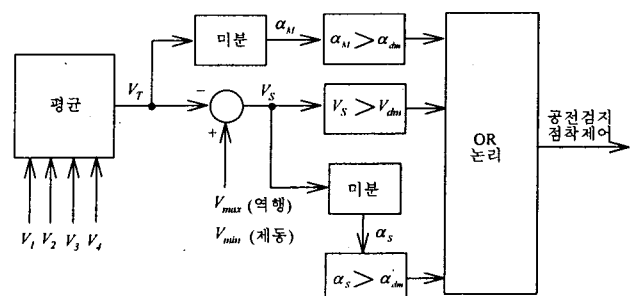 미분
α_M
α_M > α_dm
평균
V_T
−
+
V_S
V_S > V_dm
OR
논리
공전검지
점착제어
V_max (역행)
V_min (제동)
미분
α_S
α_S > α'_dm
V_1 V_2 V_3 V_4